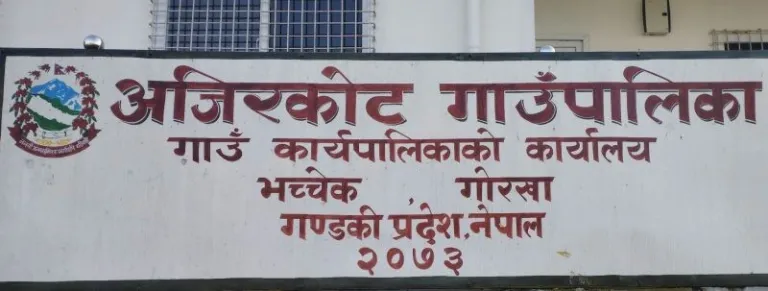 अजिरकोट गाउँपालिका
गाउँ कार्यपालिकाको कार्यालय
भच्चेक , गोरखा
गण्डकी प्रदेश, नेपाल
२०७३